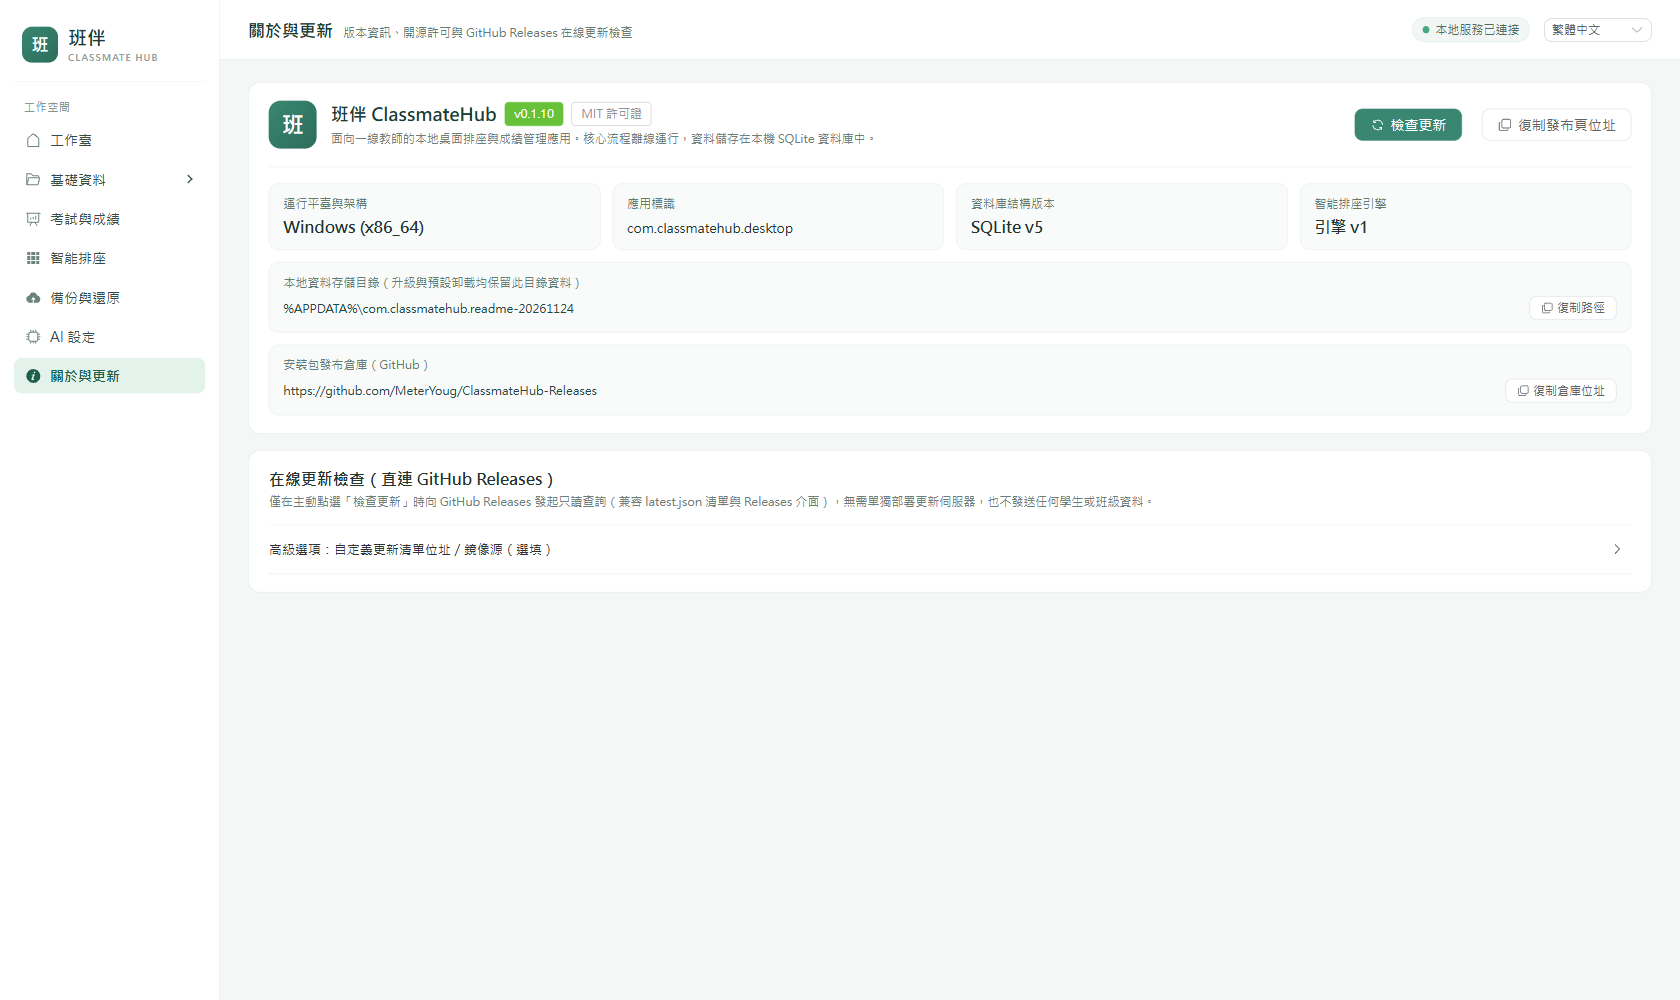 班
班伴
CLASSMATE HUB
工作空間
工作臺
基礎資料
考試與成績
智能排座
備份與還原
AI 設定
關於與更新
關於與更新 版本資訊、開源許可與 GitHub Releases 在線更新檢查
本地服務已連接
繁體中文
班
班伴 ClassmateHub v0.1.10 MIT 許可證
面向一線教師的本地桌面排座與成績管理應用。核心流程離線運行，資料儲存在本機 SQLite 資料庫中。
檢查更新
復制發布頁位址
運行平臺與架構
Windows (x86_64)
應用標識
com.classmatehub.desktop
資料庫結構版本
SQLite v5
智能排座引擎
引擎 v1
本地資料存儲目錄（升級與預設卸載均保留此目錄資料）
%APPDATA%\com.classmatehub.readme-20261124
復制路徑
安裝包發布倉庫（GitHub）
https://github.com/MeterYoug/ClassmateHub-Releases
復制倉庫位址
在線更新檢查（直連 GitHub Releases）
僅在主動點選「檢查更新」時向 GitHub Releases 發起只讀查詢（兼容 latest.json 清單與 Releases 介面），無需單獨部署更新伺服器，也不發送任何學生或班級資料。
高級選項：自定義更新清單位址 / 鏡像源（選填）